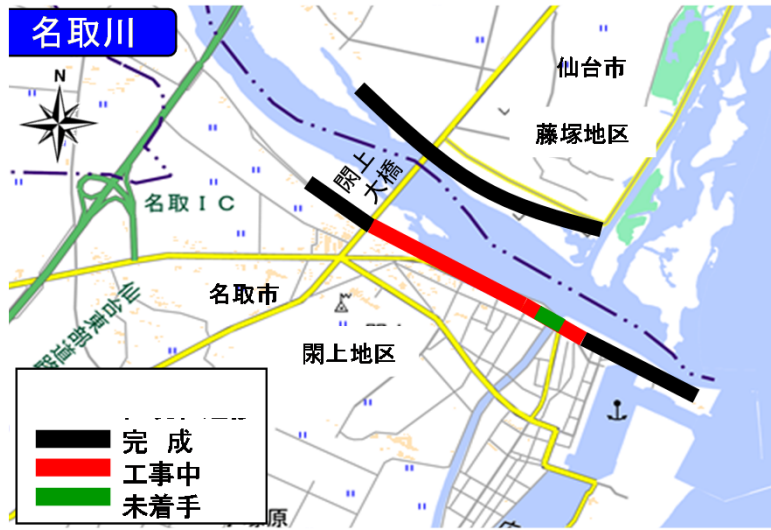 名取川
N
仙台市
藤塚地区
閖上
大橋
名取IC
名取市
仙台東部道路
閖上地区
完 成
工事中
未着手